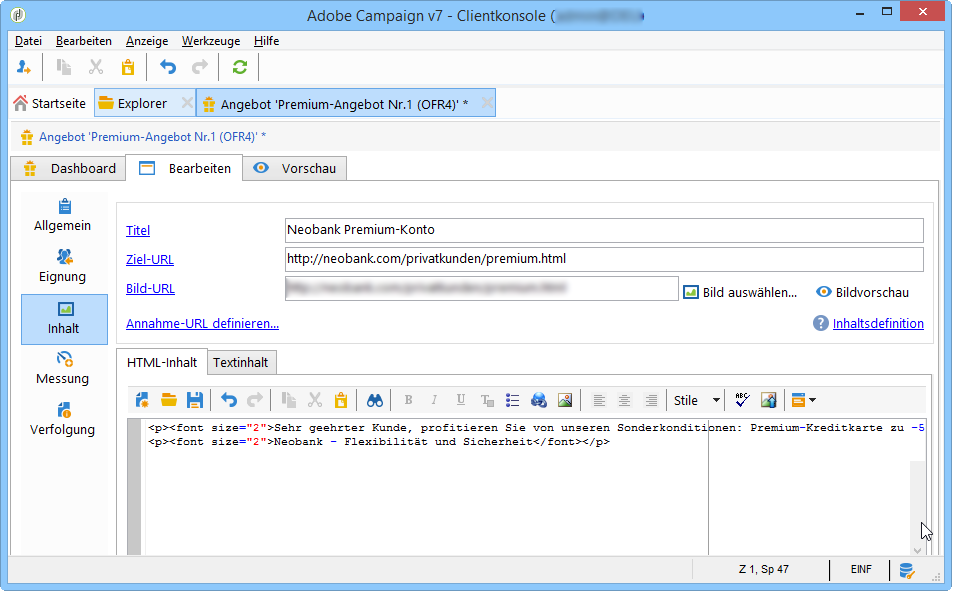 Adobe Campaign v7 - Clientkonsole (
Datei Bearbeiten Anzeige Werkzeuge Hilfe
Startseite Explorer Angebot 'Premium-Angebot Nr.1 (OFR4)' *
Angebot 'Premium-Angebot Nr.1 (OFR4)' *
Dashboard Bearbeiten Vorschau
Allgemein
Eignung
Inhalt
Messung
Verfolgung
Titel Neobank Premium-Konto
Ziel-URL http://neobank.com/privatkunden/premium.html
Bild-URL Bild auswählen... Bildvorschau
Annahme-URL definieren... ? Inhaltsdefinition
HTML-Inhalt Textinhalt
B I U T Stile ABC
<p><font size="2">Sehr geehrter Kunde, profitieren Sie von unseren Sonderkonditionen: Premium-Kreditkarte zu -5
<p><font size="2">Neobank - Flexibilität und Sicherheit</font></p>
Z 1, Sp 47 EINF